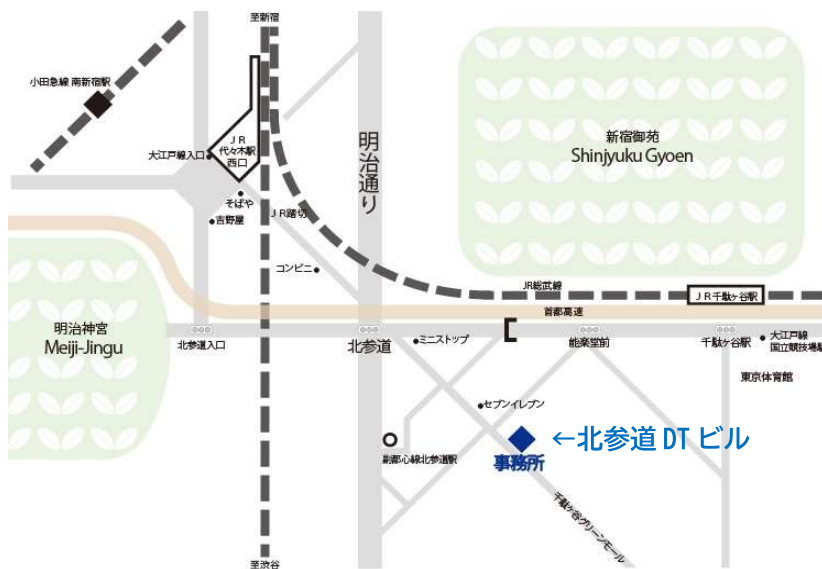 至新宿
小田急線 南新宿駅
大江戸線入口
JR
代々木駅
西口
明治通り
新宿御苑
Shinjyuku Gyoen
そばや
吉野屋
JR踏切
コンビニ
JR総武線
JR千駄ヶ谷駅
首都高速
明治神宮
Meiji-Jingu
北参道入口
北参道
ミニストップ
能楽堂前
千駄ヶ谷駅
大江戸線
国立競技場駅
東京体育館
セブンイレブン
副都心線北参道駅
事務所
←北参道 DT ビル
千駄ヶ谷グリーンモール
至渋谷